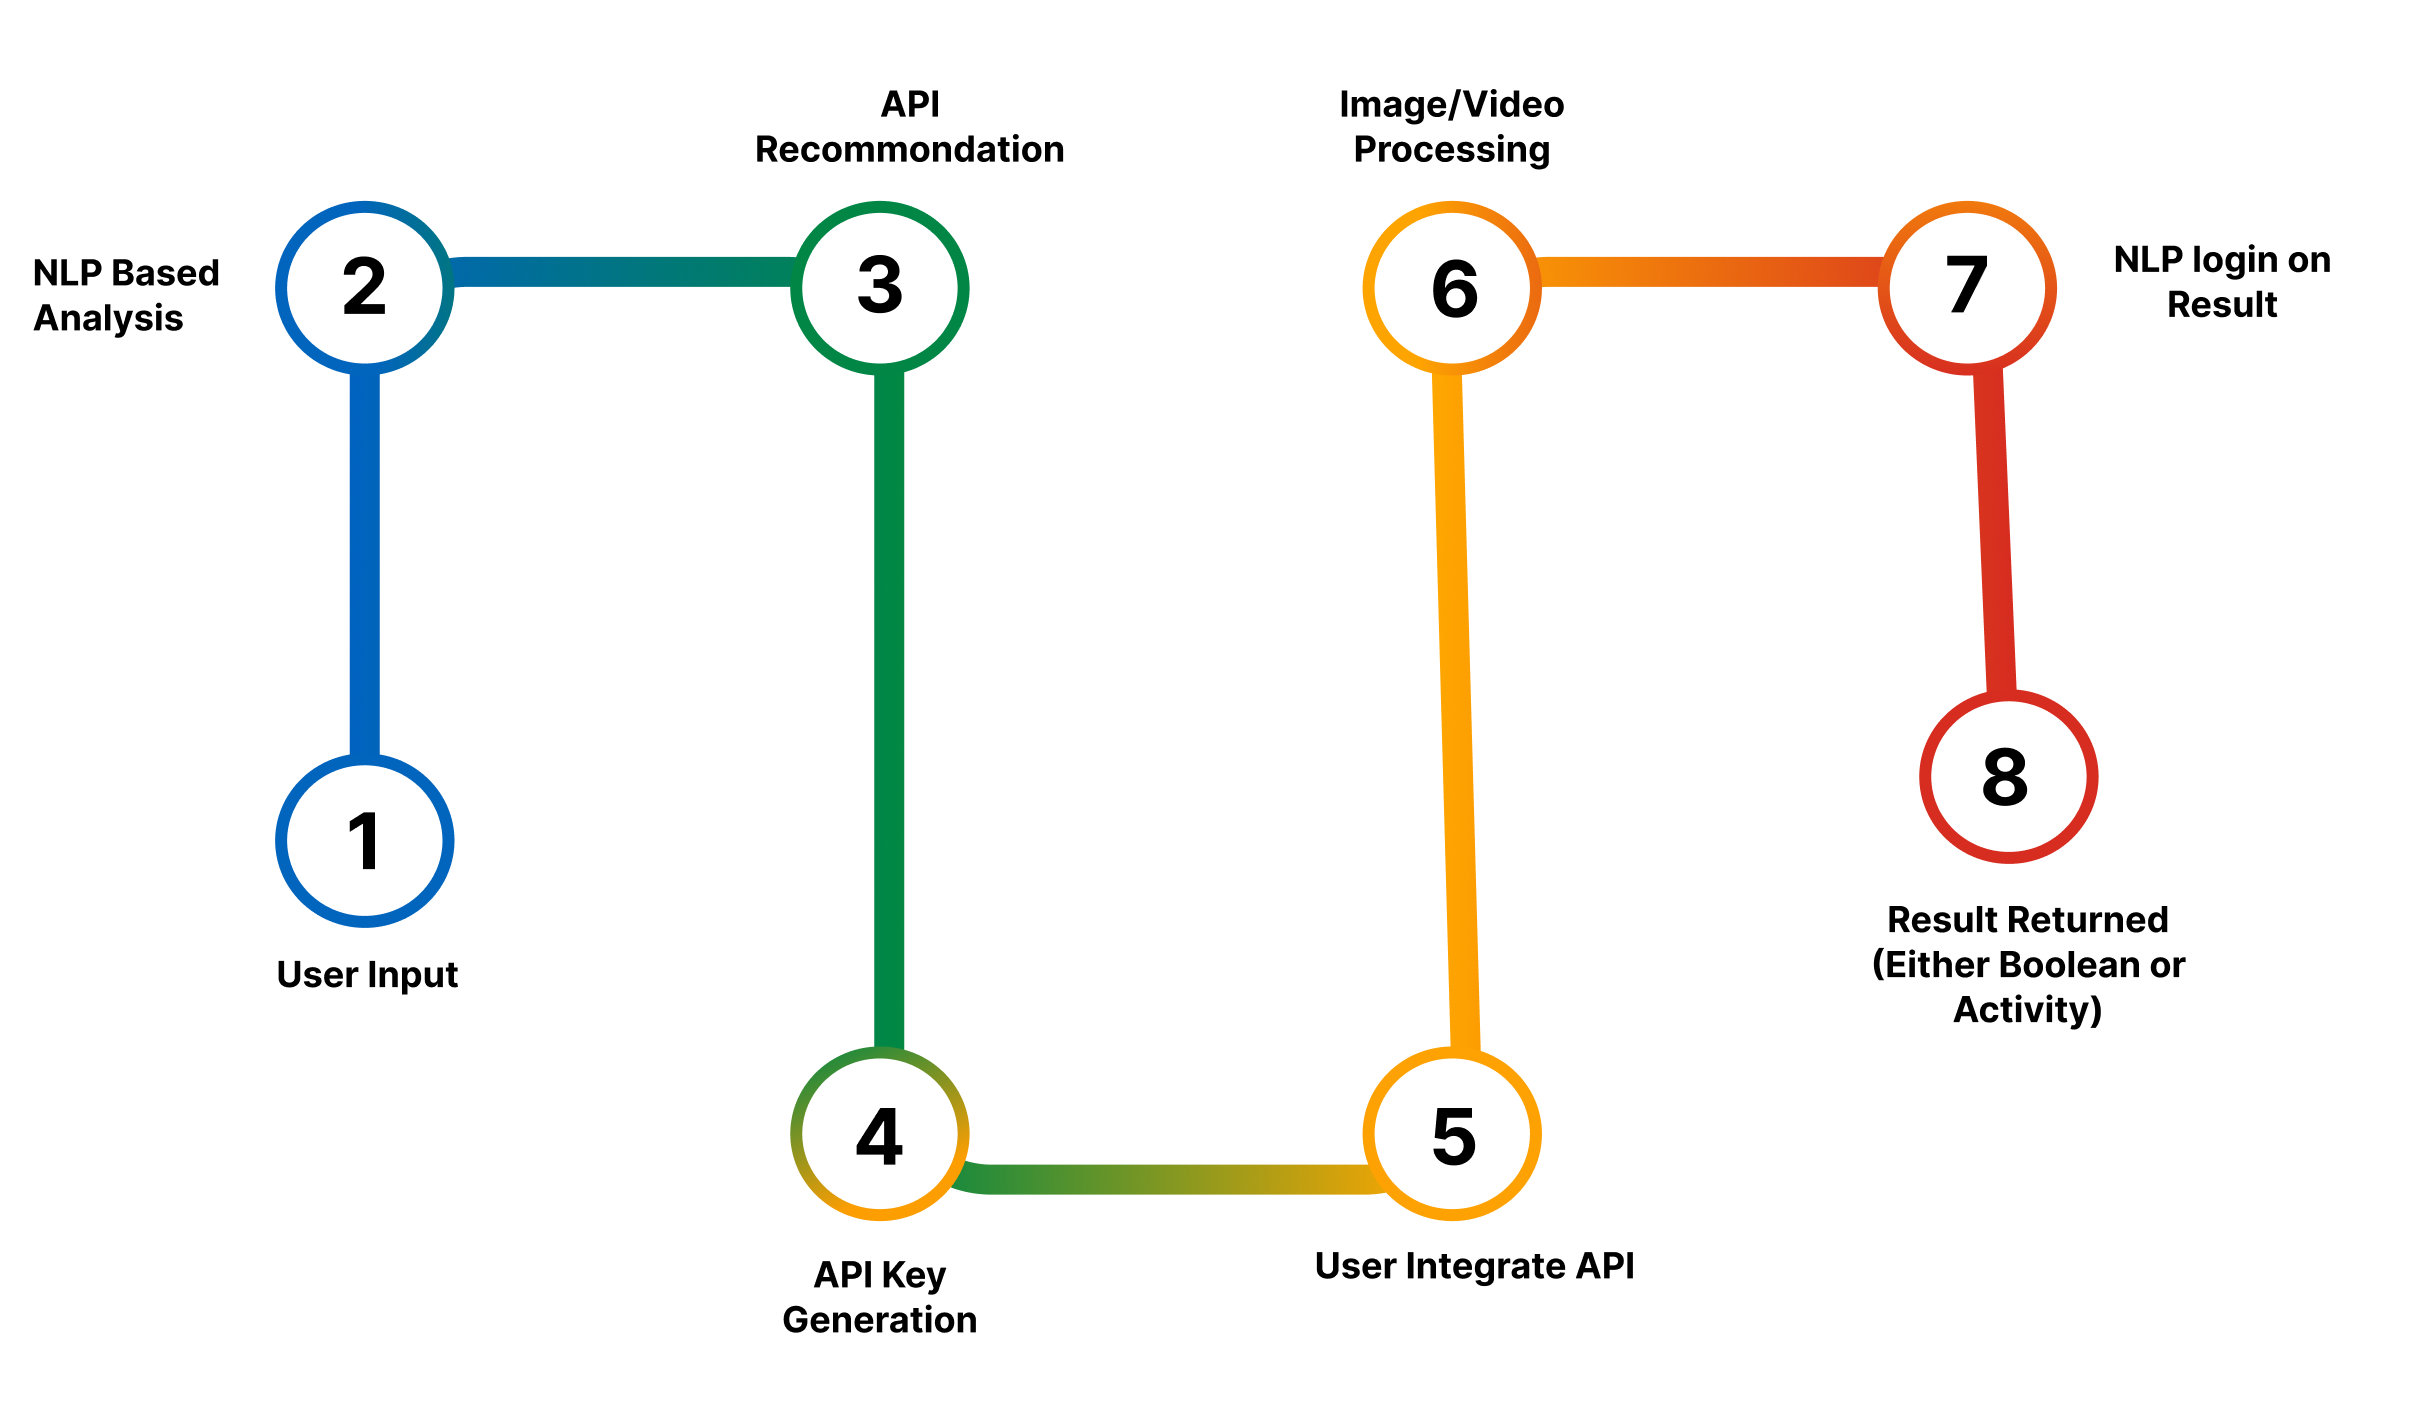 1
User Input
2
NLP Based
Analysis
3
API
Recommondation
4
API Key
Generation
5
User Integrate API
6
Image/Video
Processing
7
NLP login on
Result
8
Result Returned
(Either Boolean or
Activity)